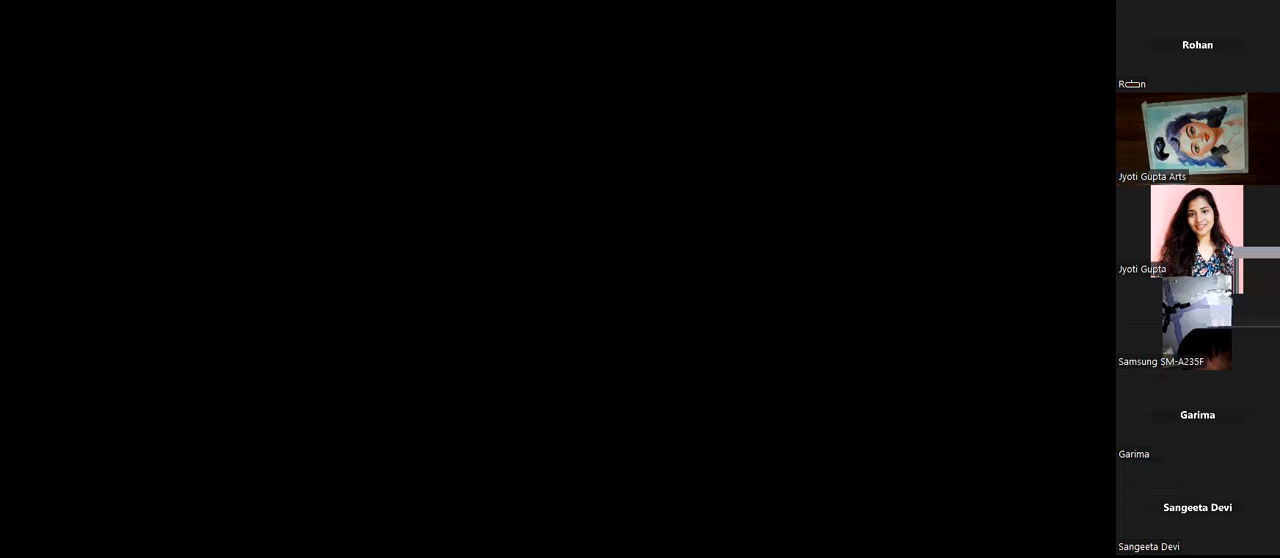 Rohan
Jyoti Gupta Arts
Jyoti Gupta
Samsung SM-A235F
Garima
Garima
Sangeeta Devi
Sangeeta Devi